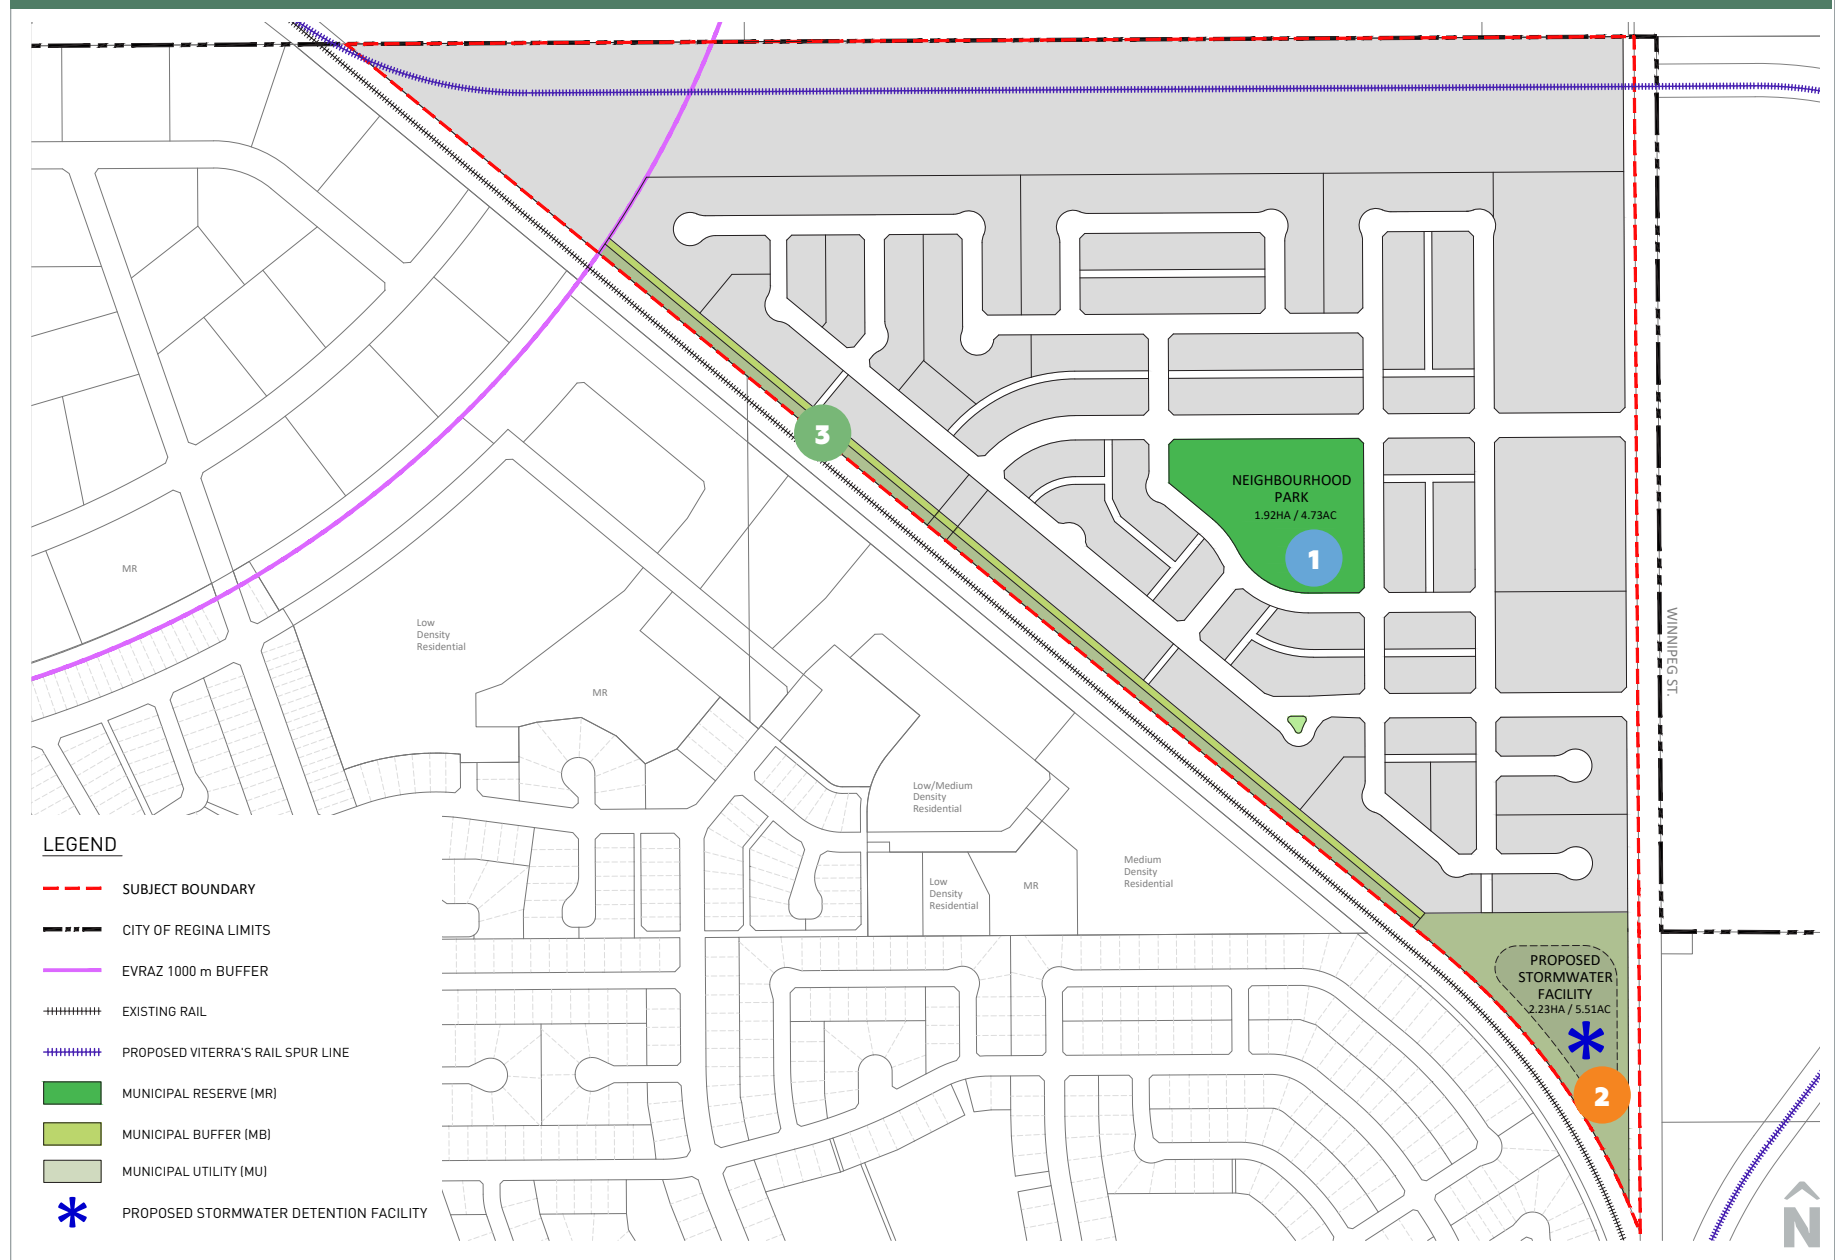 NEIGHBOURHOOD
PARK
1.92HA / 4.73AC
1
3
WINNIPEG ST.
MR
Low
Density
Residential
MR
Low/Medium
Density
Residential
Medium
Density
Residential
Low
Density
Residential
MR
PROPOSED
STORMWATER
FACILITY
2.23HA / 5.51AC
2
LEGEND
SUBJECT BOUNDARY
CITY OF REGINA LIMITS
EVRAZ 1000 m BUFFER
EXISTING RAIL
PROPOSED VITERRA'S RAIL SPUR LINE
MUNICIPAL RESERVE (MR)
MUNICIPAL BUFFER (MB)
MUNICIPAL UTILITY (MU)
PROPOSED STORMWATER DETENTION FACILITY
N